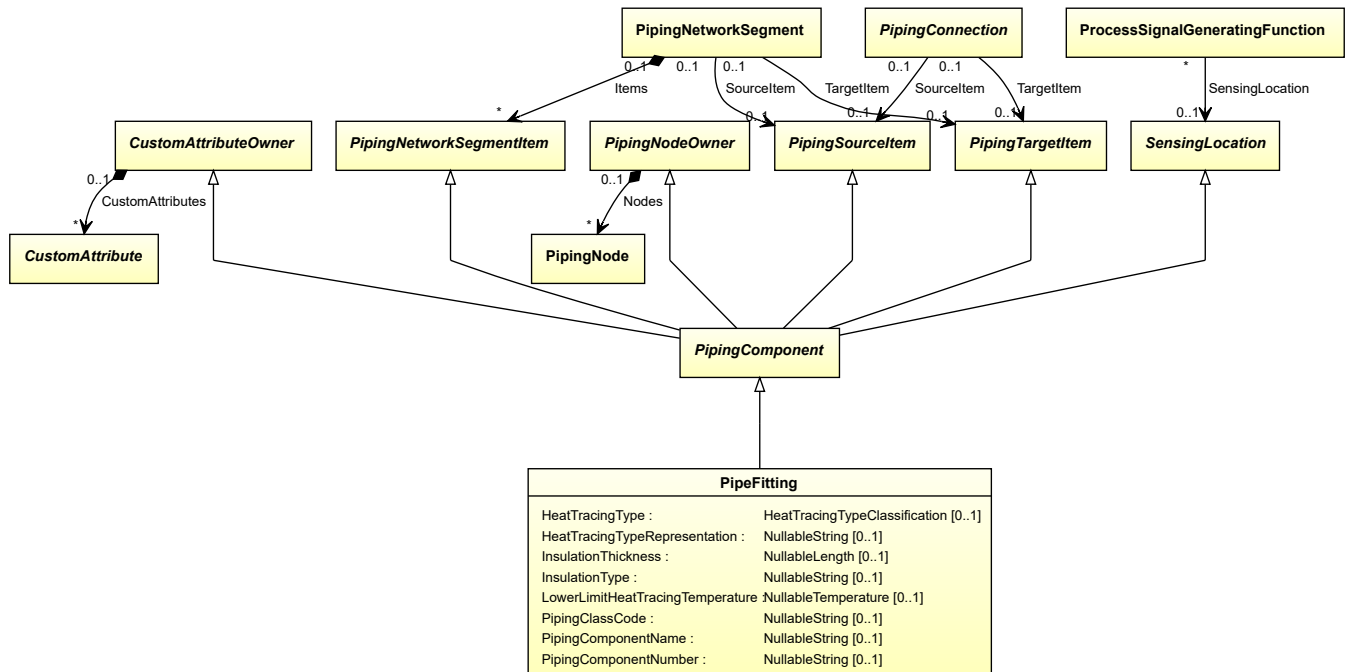 PipingNetworkSegment
PipingConnection
ProcessSignalGeneratingFunction
0..1 0..1 0..1 0..1 0..1 *
Items SourceItem TargetItem SourceItem TargetItem SensingLocation
* 0..1 0..1 0..1 0..1 0..1
CustomAttributeOwner
PipingNetworkSegmentItem
PipingNodeOwner
PipingSourceItem
PipingTargetItem
SensingLocation
0..1 0..1
CustomAttributes Nodes
* *
CustomAttribute
PipingNode
PipingComponent
PipeFitting
HeatTracingType : HeatTracingTypeClassification [0..1]
HeatTracingTypeRepresentation : NullableString [0..1]
InsulationThickness : NullableLength [0..1]
InsulationType : NullableString [0..1]
LowerLimitHeatTracingTemperature : NullableTemperature [0..1]
PipingClassCode : NullableString [0..1]
PipingComponentName : NullableString [0..1]
PipingComponentNumber : NullableString [0..1]